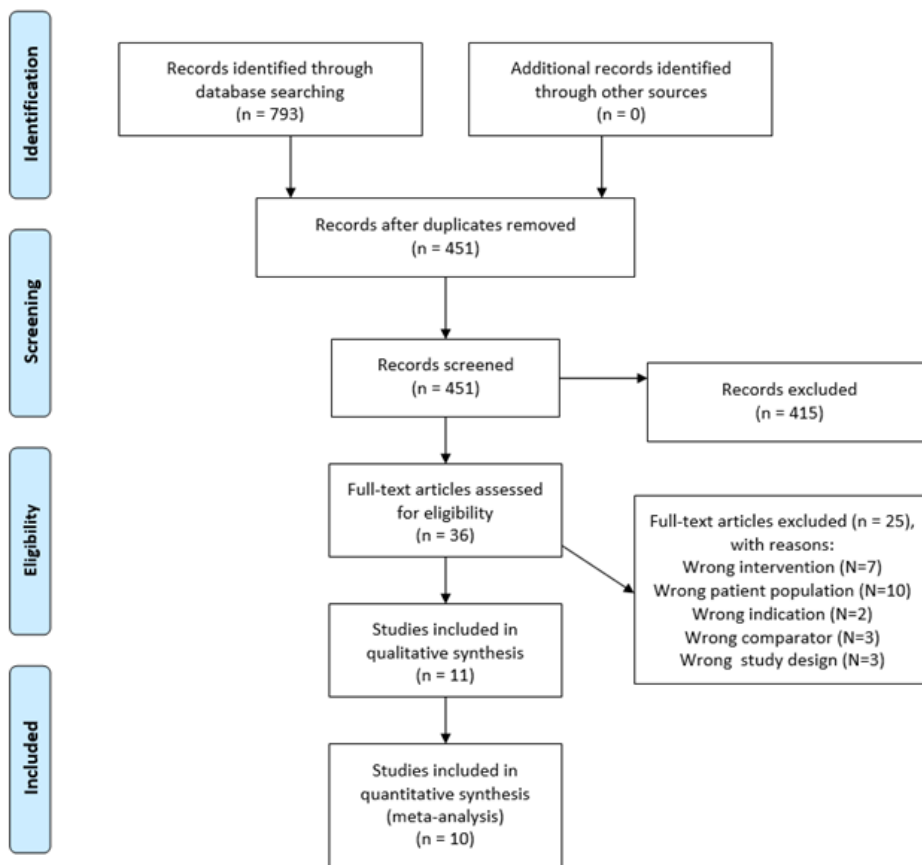 Identification
Records identified through
database searching
(n = 793)
Additional records identified
through other sources
(n = 0)
Records after duplicates removed
(n = 451)
Screening
Records screened
(n = 451)
Records excluded
(n = 415)
Eligibility
Full-text articles assessed
for eligibility
(n = 36)
Full-text articles excluded (n = 25),
with reasons:
Wrong intervention (N=7)
Wrong patient population (N=10)
Wrong indication (N=2)
Wrong comparator (N=3)
Wrong study design (N=3)
Studies included in
qualitative synthesis
(n = 11)
Included
Studies included in
quantitative synthesis
(meta-analysis)
(n = 10)